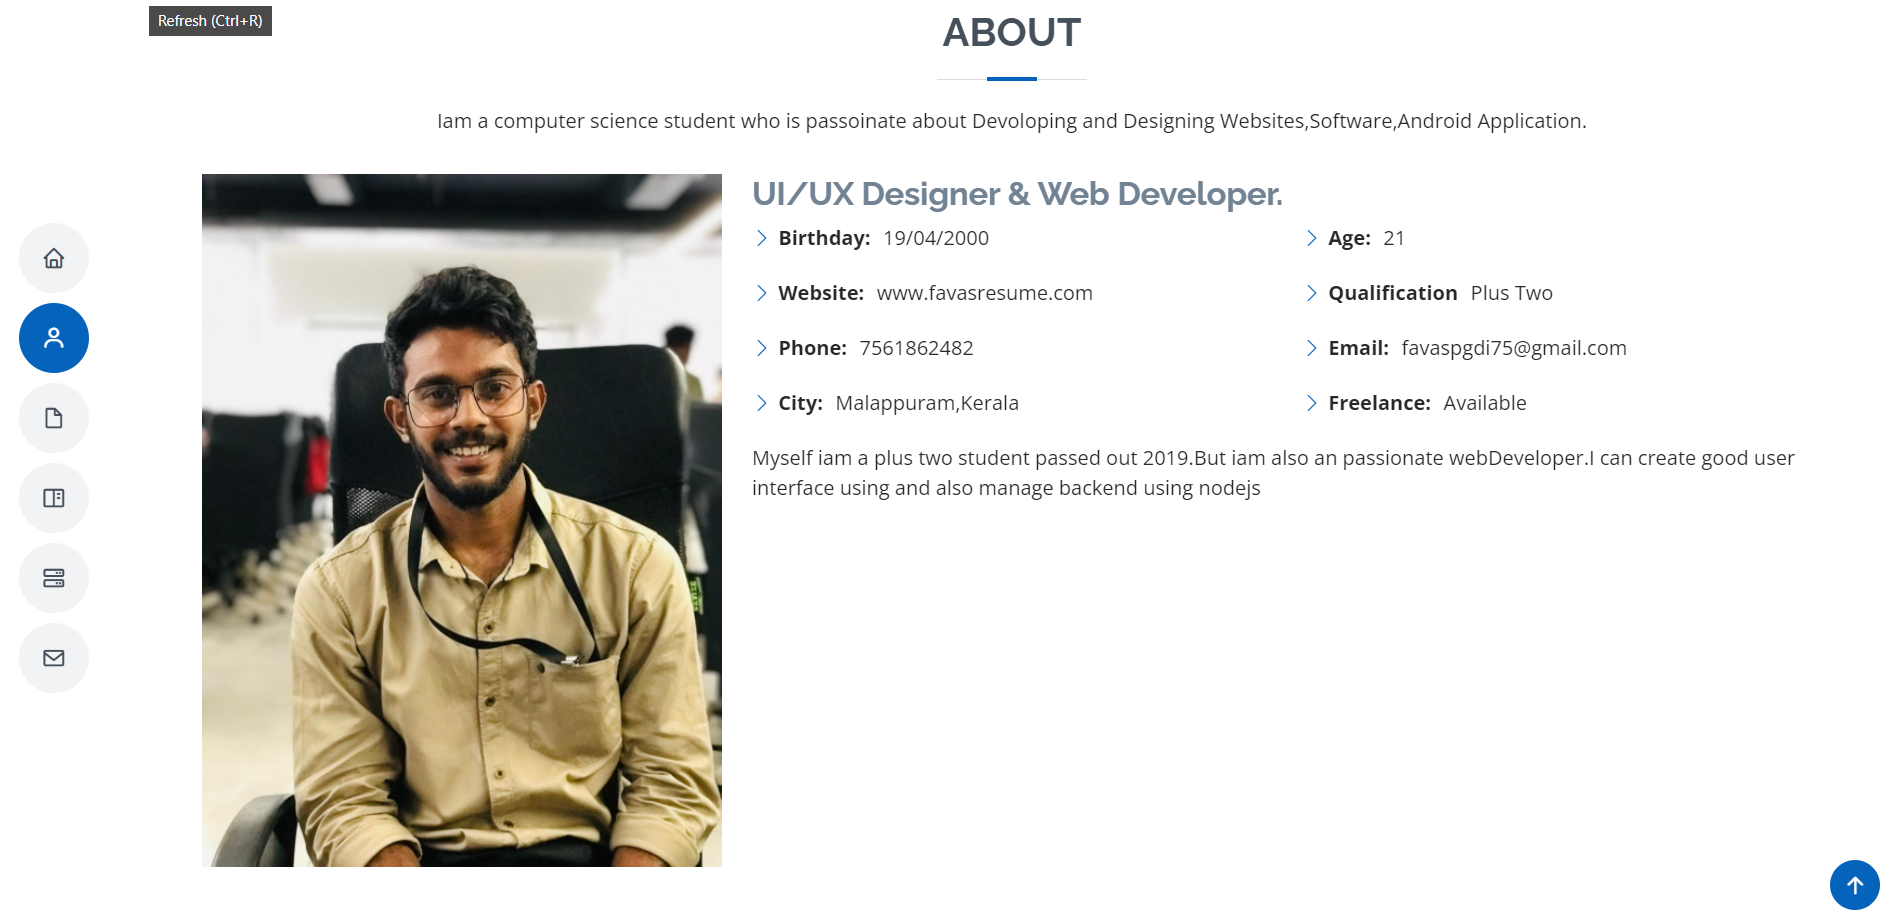 Refresh (Ctrl+R)
ABOUT
Iam a computer science student who is passoinate about Devoloping and Designing Websites,Software,Android Application.
UI/UX Designer & Web Developer.
Birthday: 19/04/2000
Age: 21
Website: www.favasresume.com
Qualification Plus Two
Phone: 7561862482
Email: favaspgdi75@gmail.com
City: Malappuram,Kerala
Freelance: Available
Myself iam a plus two student passed out 2019.But iam also an passionate webDeveloper.I can create good user
interface using and also manage backend using nodejs